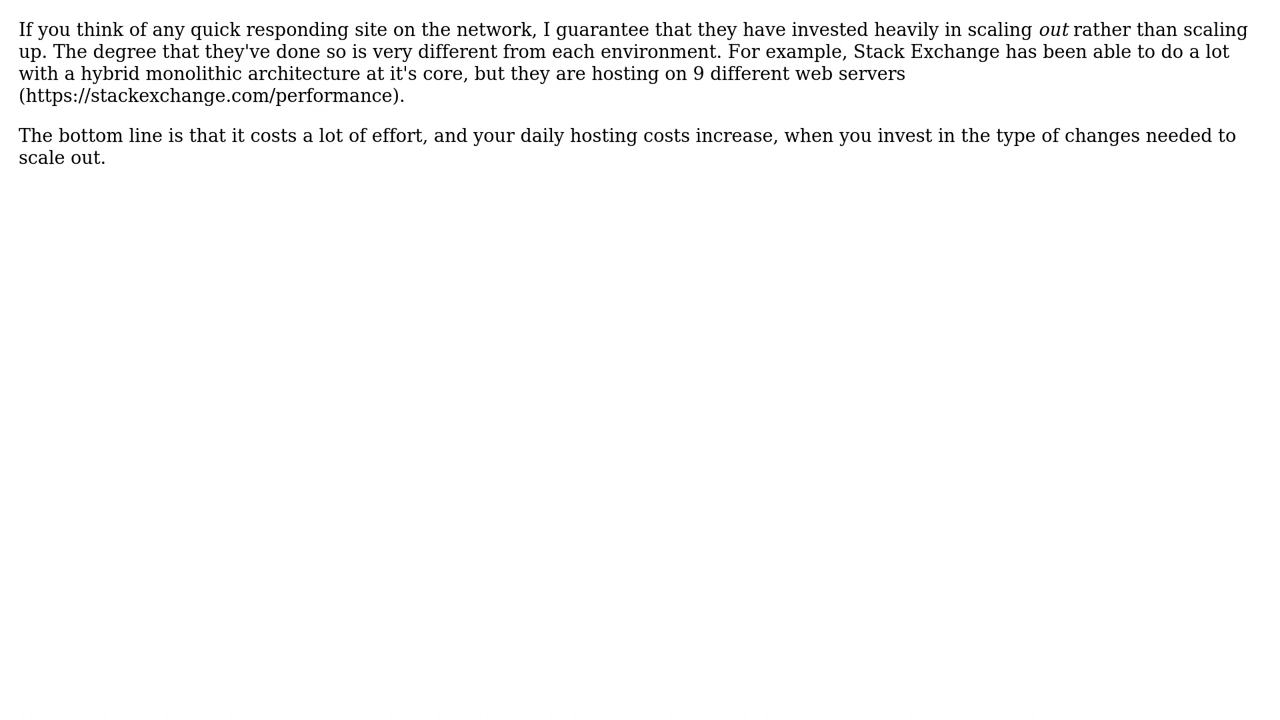 If you think of any quick responding site on the network, I guarantee that they have invested heavily in scaling out rather than scaling
up. The degree that they've done so is very different from each environment. For example, Stack Exchange has been able to do a lot
with a hybrid monolithic architecture at it's core, but they are hosting on 9 different web servers
(https://stackexchange.com/performance).
The bottom line is that it costs a lot of effort, and your daily hosting costs increase, when you invest in the type of changes needed to
scale out.